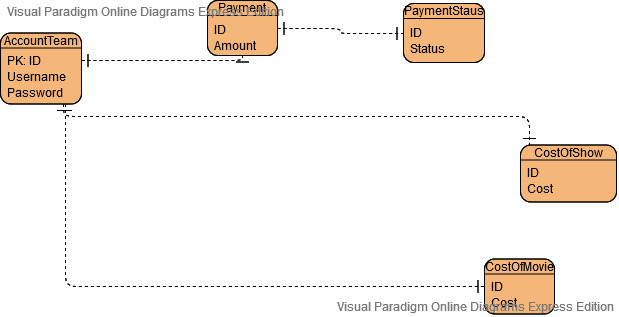 Visual Paradigm Online Diagrams Express Edition
Payment
ID
Amount
PaymentStaus
ID
Status
AccountTeam
PK: ID
Username
Password
CostOfShow
ID
Cost
CostOfMovie
ID
Cost
Visual Paradigm Online Diagrams Express Edition